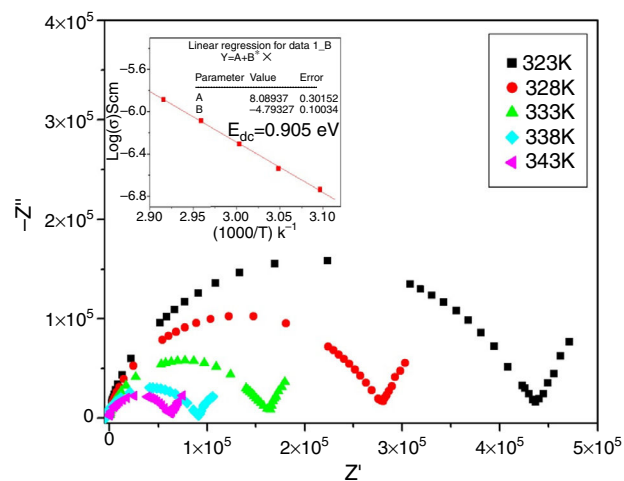 4×10⁵
3×10⁵
2×10⁵
1×10⁵
0
−Z″
0
1×10⁵
2×10⁵
3×10⁵
4×10⁵
5×10⁵
Z'
323K
328K
333K
338K
343K
Linear regression for data 1_B
Y=A+B* X
Parameter Value Error
A 8.08937 0.30152
B −4.79327 0.10034
E_dc=0.905 eV
Log(σ)Scm
−5.6
−6.0
−6.4
−6.8
2.90 2.95 3.00 3.05 3.10
(1000/T) k⁻¹